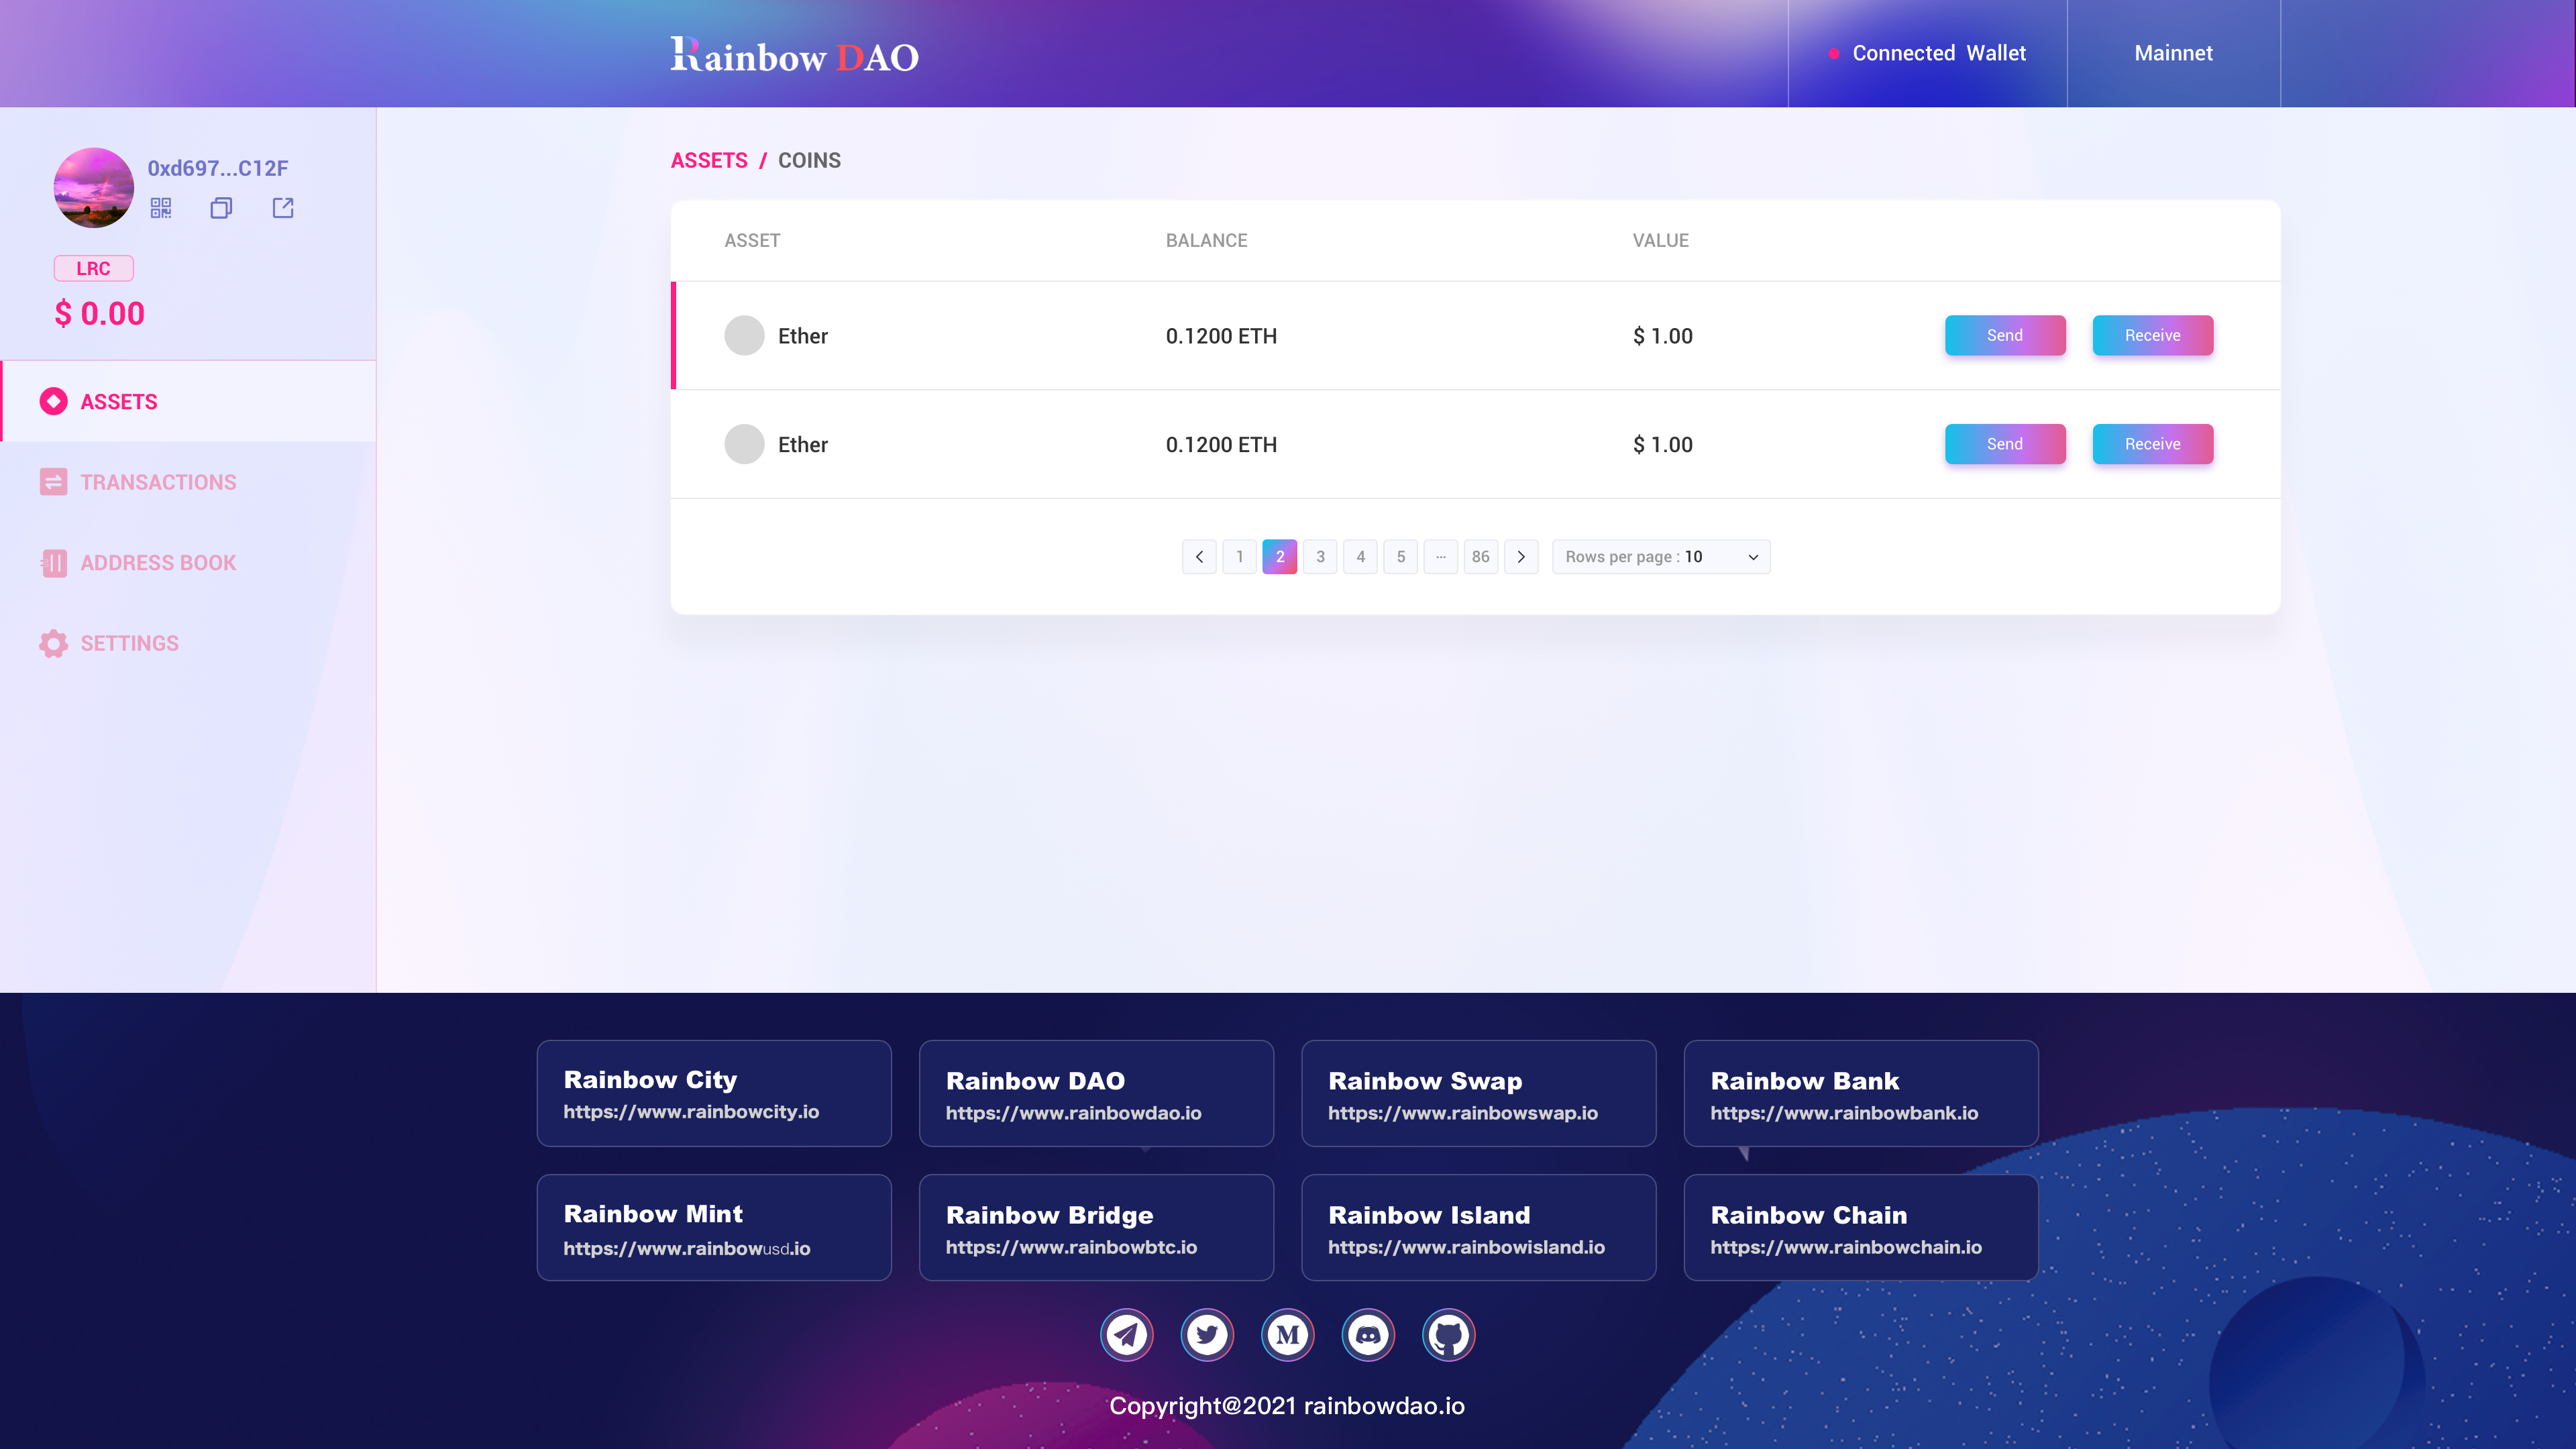 Rainbow DAO
Connected Wallet
Mainnet
0xd697...C12F
LRC
$ 0.00
ASSETS
TRANSACTIONS
ADDRESS BOOK
SETTINGS
ASSETS / COINS
ASSET BALANCE VALUE
Ether 0.1200 ETH $ 1.00 Send Receive
Ether 0.1200 ETH $ 1.00 Send Receive
1 2 3 4 5 ... 86 Rows per page : 10
Rainbow City
https://www.rainbowcity.io
Rainbow DAO
https://www.rainbowdao.io
Rainbow Swap
https://www.rainbowswap.io
Rainbow Bank
https://www.rainbowbank.io
Rainbow Mint
https://www.rainbowusd.io
Rainbow Bridge
https://www.rainbowbtc.io
Rainbow Island
https://www.rainbowisland.io
Rainbow Chain
https://www.rainbowchain.io
M
Copyright@2021 rainbowdao.io